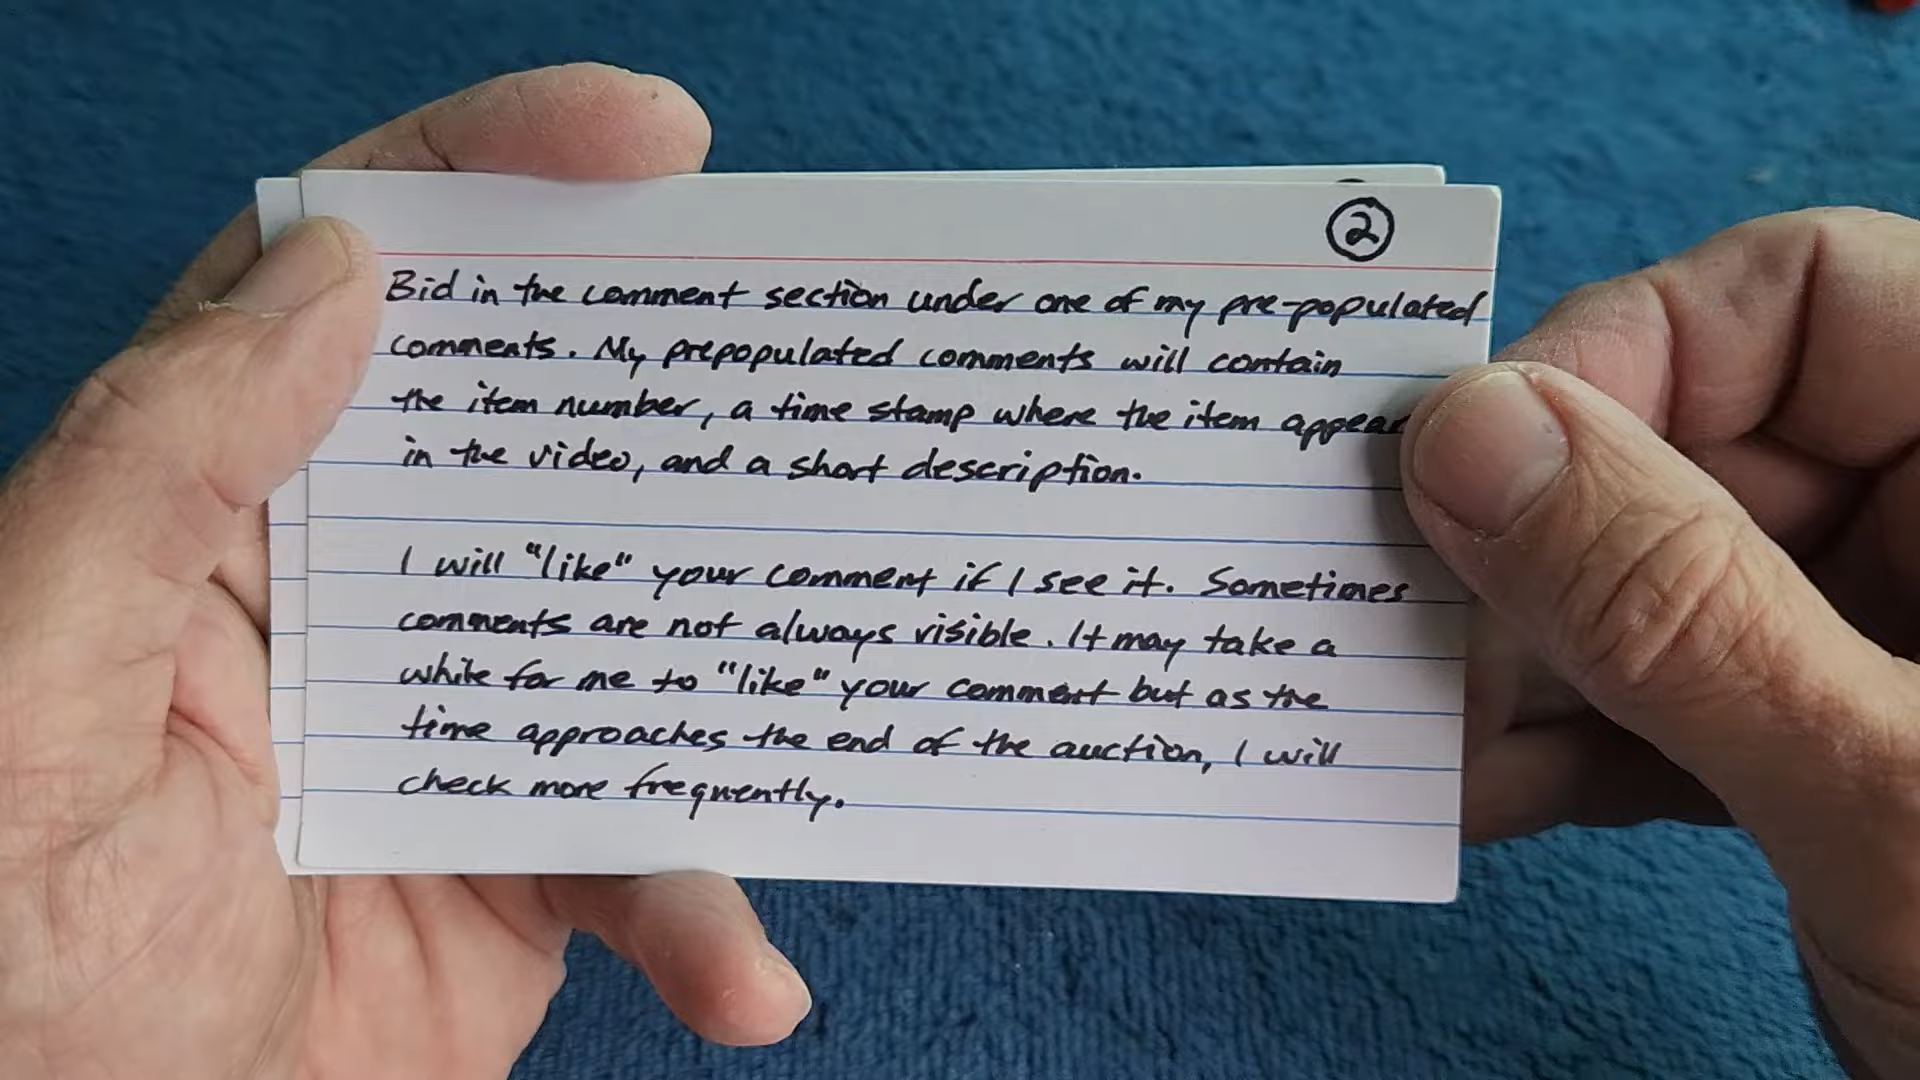 2
Bid in the comment section under one of my pre-populated
comments. My prepopulated comments will contain
the item number, a time stamp where the item appear
in the video, and a short description.
I will "like" your comment if I see it. Sometimes
comments are not always visible. It may take a
while for me to "like" your comment but as the
time approaches the end of the auction, I will
check more frequently.